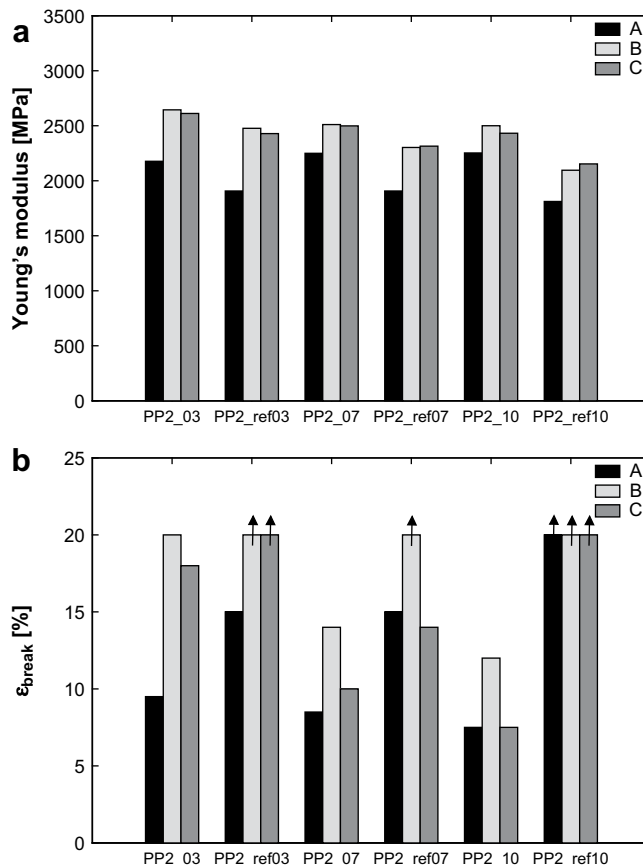 a
Young's modulus [MPa]
3500
3000
2500
2000
1500
1000
500
0
A
B
C
PP2_03 PP2_ref03 PP2_07 PP2_ref07 PP2_10 PP2_ref10
b
εbreak [%]
25
20
15
10
5
0
A
B
C
PP2_03 PP2_ref03 PP2_07 PP2_ref07 PP2_10 PP2_ref10